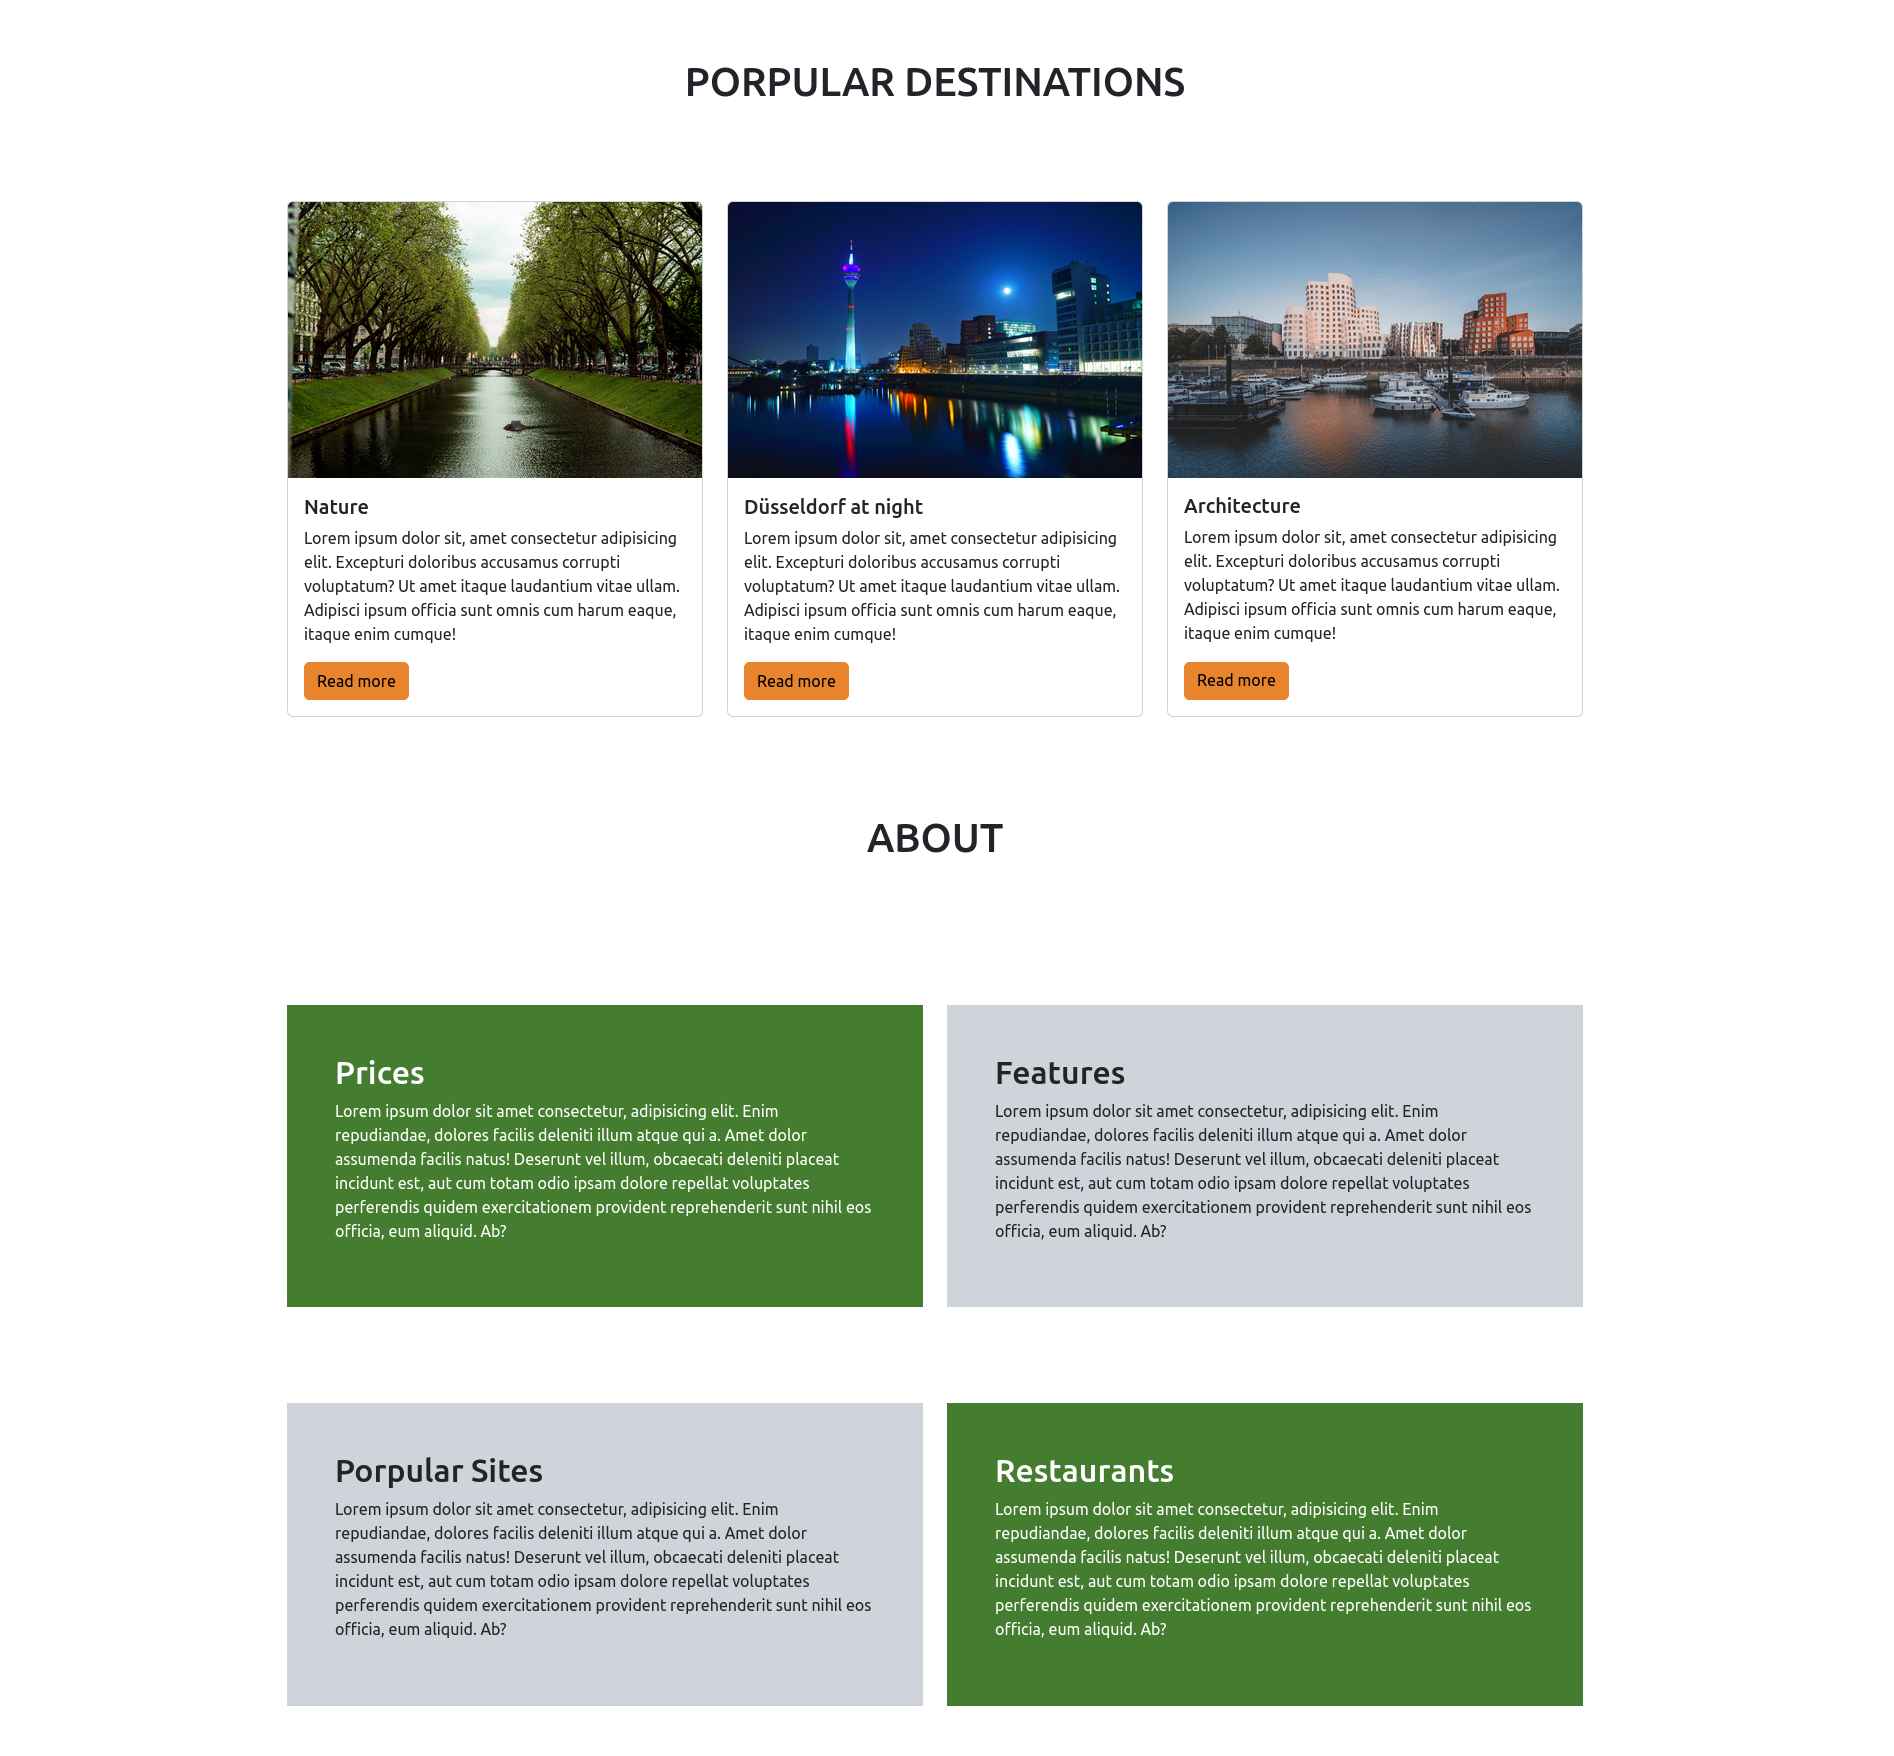 PORPULAR DESTINATIONS
Nature
Lorem ipsum dolor sit, amet consectetur adipisicing
elit. Excepturi doloribus accusamus corrupti
voluptatum? Ut amet itaque laudantium vitae ullam.
Adipisci ipsum officia sunt omnis cum harum eaque,
itaque enim cumque!
Read more
Düsseldorf at night
Lorem ipsum dolor sit, amet consectetur adipisicing
elit. Excepturi doloribus accusamus corrupti
voluptatum? Ut amet itaque laudantium vitae ullam.
Adipisci ipsum officia sunt omnis cum harum eaque,
itaque enim cumque!
Read more
Architecture
Lorem ipsum dolor sit, amet consectetur adipisicing
elit. Excepturi doloribus accusamus corrupti
voluptatum? Ut amet itaque laudantium vitae ullam.
Adipisci ipsum officia sunt omnis cum harum eaque,
itaque enim cumque!
Read more
ABOUT
Prices
Lorem ipsum dolor sit amet consectetur, adipisicing elit. Enim
repudiandae, dolores facilis deleniti illum atque qui a. Amet dolor
assumenda facilis natus! Deserunt vel illum, obcaecati deleniti placeat
incidunt est, aut cum totam odio ipsam dolore repellat voluptates
perferendis quidem exercitationem provident reprehenderit sunt nihil eos
officia, eum aliquid. Ab?
Features
Lorem ipsum dolor sit amet consectetur, adipisicing elit. Enim
repudiandae, dolores facilis deleniti illum atque qui a. Amet dolor
assumenda facilis natus! Deserunt vel illum, obcaecati deleniti placeat
incidunt est, aut cum totam odio ipsam dolore repellat voluptates
perferendis quidem exercitationem provident reprehenderit sunt nihil eos
officia, eum aliquid. Ab?
Porpular Sites
Lorem ipsum dolor sit amet consectetur, adipisicing elit. Enim
repudiandae, dolores facilis deleniti illum atque qui a. Amet dolor
assumenda facilis natus! Deserunt vel illum, obcaecati deleniti placeat
incidunt est, aut cum totam odio ipsam dolore repellat voluptates
perferendis quidem exercitationem provident reprehenderit sunt nihil eos
officia, eum aliquid. Ab?
Restaurants
Lorem ipsum dolor sit amet consectetur, adipisicing elit. Enim
repudiandae, dolores facilis deleniti illum atque qui a. Amet dolor
assumenda facilis natus! Deserunt vel illum, obcaecati deleniti placeat
incidunt est, aut cum totam odio ipsam dolore repellat voluptates
perferendis quidem exercitationem provident reprehenderit sunt nihil eos
officia, eum aliquid. Ab?